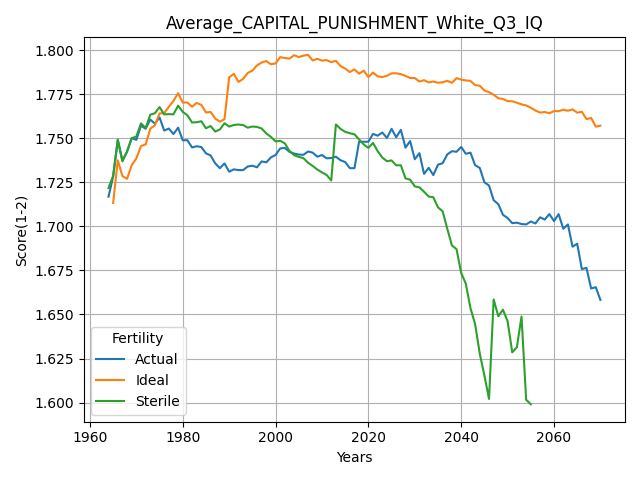 Average_CAPITAL_PUNISHMENT_White_Q3_IQ
Score(1-2)
1.800
1.775
1.750
1.725
1.700
1.675
1.650
1.625
1.600
Fertility
Actual
Ideal
Sterile
1960
1980
2000
2020
2040
2060
Years